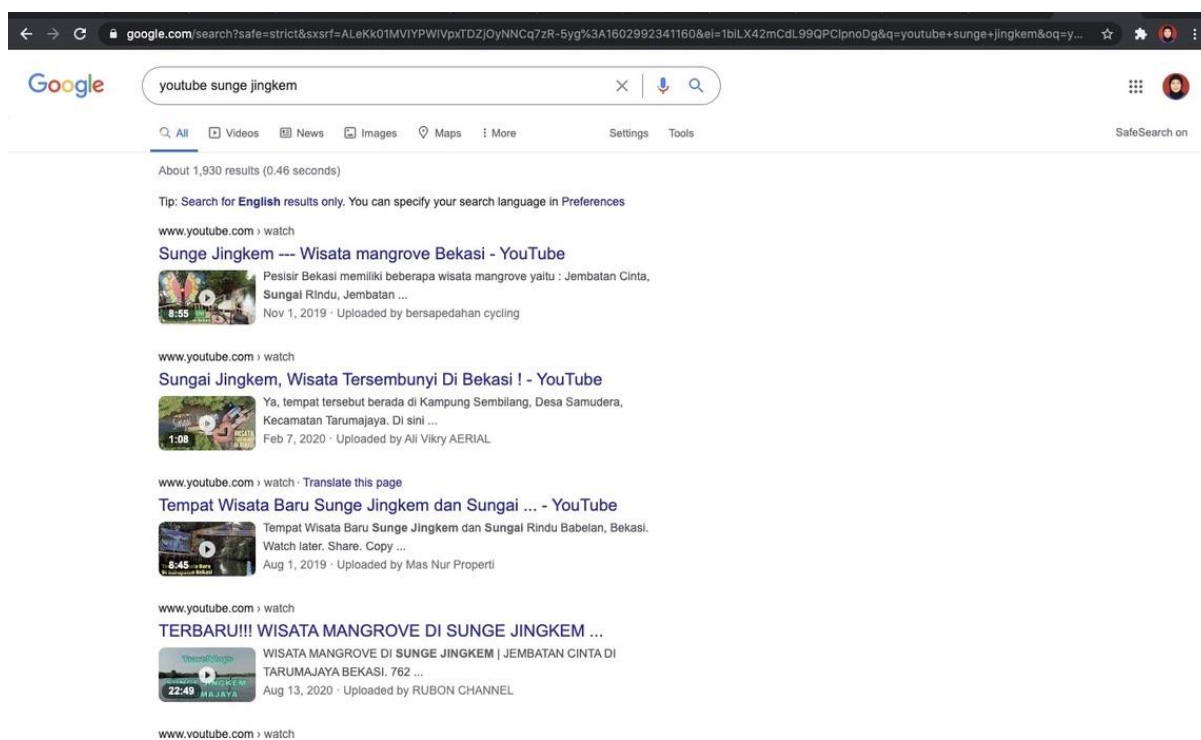 google.com/search?safe=strict&sxsrf=ALeKk01MVIYPWIVpxTDZjOyNNCq7zR-5yg%3A1602992341160&ei=1biLX42mCdL99QPClpnoDg&q=youtube+sunge+jingkem&oq=y...
Google
youtube sunge jingkem
All Videos News Images Maps More Settings Tools SafeSearch on
About 1,930 results (0.46 seconds)
Tip: Search for English results only. You can specify your search language in Preferences
www.youtube.com › watch
Sunge Jingkem --- Wisata mangrove Bekasi - YouTube
Pesisir Bekasi memiliki beberapa wisata mangrove yaitu : Jembatan Cinta,
Sungai RIndu, Jembatan ...
8:55
Nov 1, 2019 · Uploaded by bersapedahan cycling
www.youtube.com › watch
Sungai Jingkem, Wisata Tersembunyi Di Bekasi ! - YouTube
Ya, tempat tersebut berada di Kampung Sembilang, Desa Samudera,
Kecamatan Tarumajaya. Di sini ...
1:08
Feb 7, 2020 · Uploaded by Ali Vikry AERIAL
www.youtube.com › watch · Translate this page
Tempat Wisata Baru Sunge Jingkem dan Sungai ... - YouTube
Tempat Wisata Baru Sunge Jingkem dan Sungai Rindu Babelan, Bekasi.
Watch later. Share. Copy ...
8:45
Aug 1, 2019 · Uploaded by Mas Nur Properti
www.youtube.com › watch
TERBARU!!! WISATA MANGROVE DI SUNGE JINGKEM ...
WISATA MANGROVE DI SUNGE JINGKEM | JEMBATAN CINTA DI
TARUMAJAYA BEKASI. 762 ...
22:49
Aug 13, 2020 · Uploaded by RUBON CHANNEL
www.youtube.com › watch